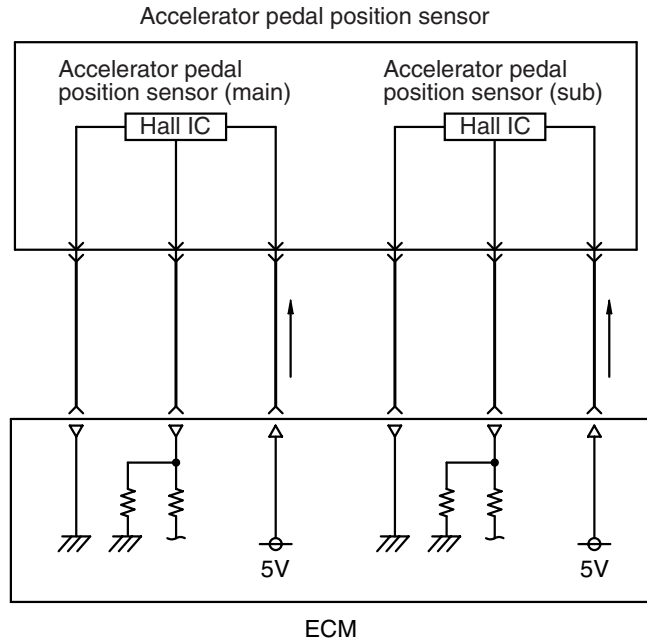 Accelerator pedal position sensor
Accelerator pedal
position sensor (main)
Accelerator pedal
position sensor (sub)
Hall IC
Hall IC
5V
5V
ECM